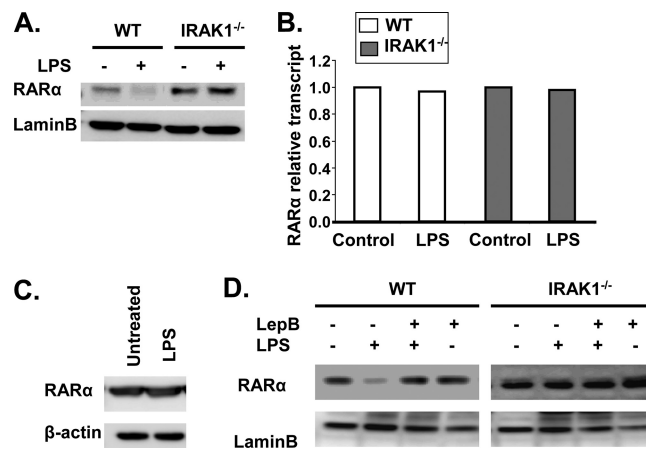 A.
WT IRAK1-/-
LPS - + - +
RARα
LaminB
B.
WT
IRAK1-/-
RARα relative transcript
1.2
1.0
0.8
0.6
0.4
0.2
0.0
Control LPS Control LPS
C.
Untreated LPS
RARα
β-actin
D.
WT IRAK1-/-
LepB - - + + - - + +
LPS - + + - - + + -
RARα
LaminB